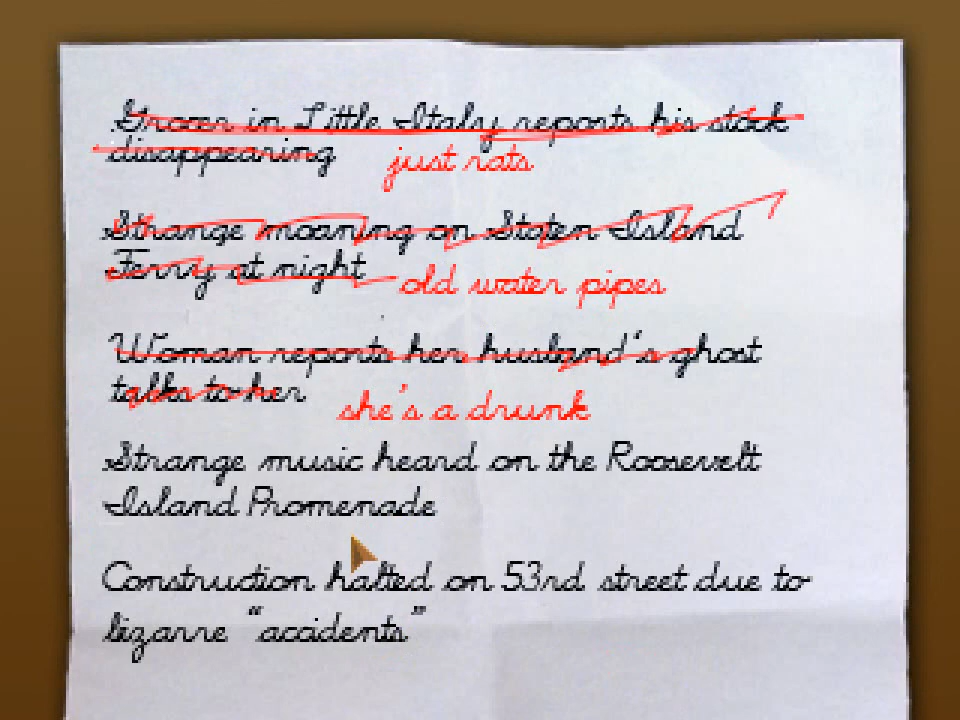 Grocer in Little Italy reports his stock
disappearing just rats
Strange moaning on Staten Island
Ferry at night old water pipes
Woman reports her husband's ghost
talks to her she's a drunk
Strange music heard on the Roosevelt
Island Promenade
Construction halted on 53rd street due to
bizarre "accidents"